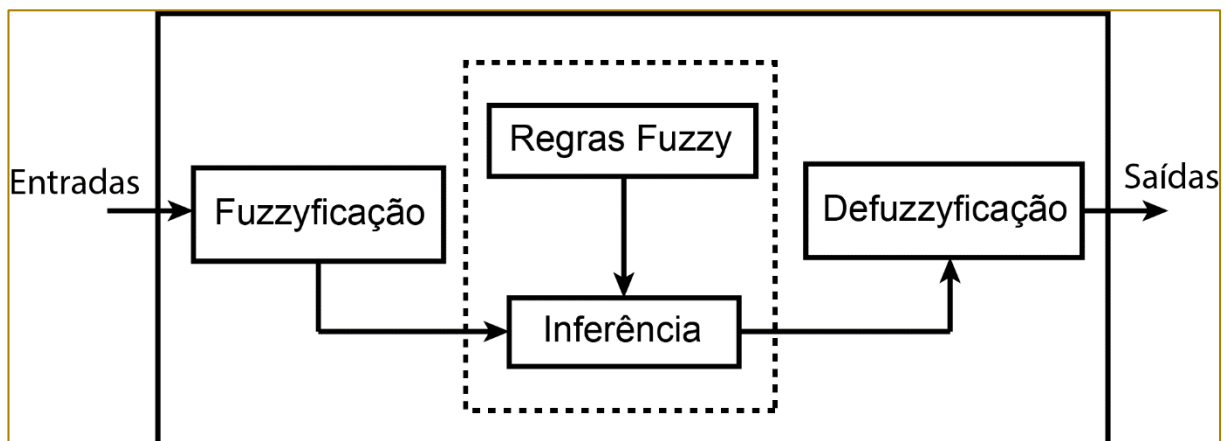 Entradas
Fuzzyficação
Regras Fuzzy
Inferência
Defuzzyficação
Saídas